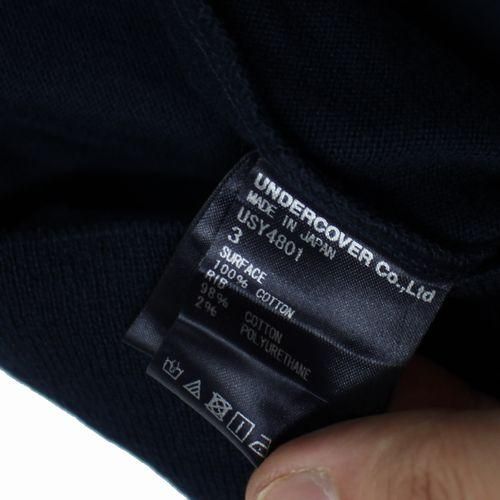 UNDERCOVER Co.,Ltd
MADE IN JAPAN
USY4801
3
SURFACE
100% COTTON
RIB
98% COTTON
2% POLYURETHANE